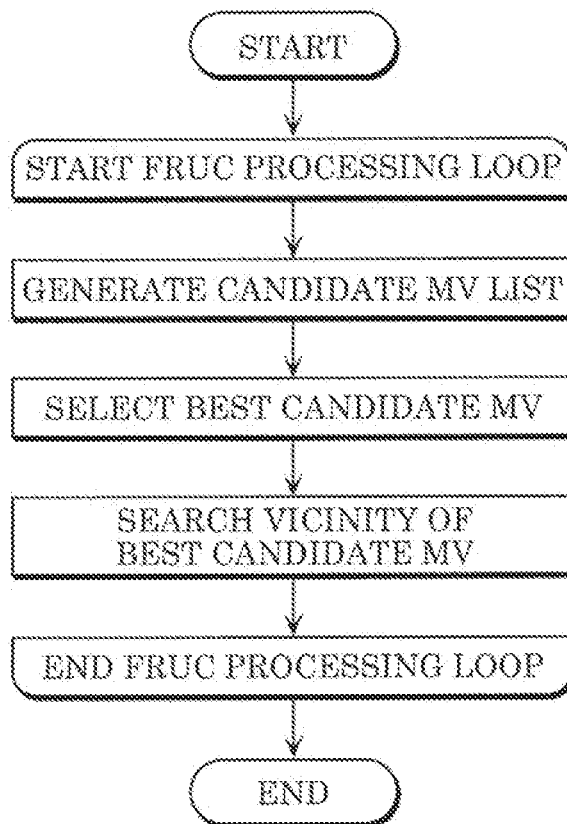 START
START FRUC PROCESSING LOOP
GENERATE CANDIDATE MV LIST
SELECT BEST CANDIDATE MV
SEARCH VICINITY OF
BEST CANDIDATE MV
END FRUC PROCESSING LOOP
END